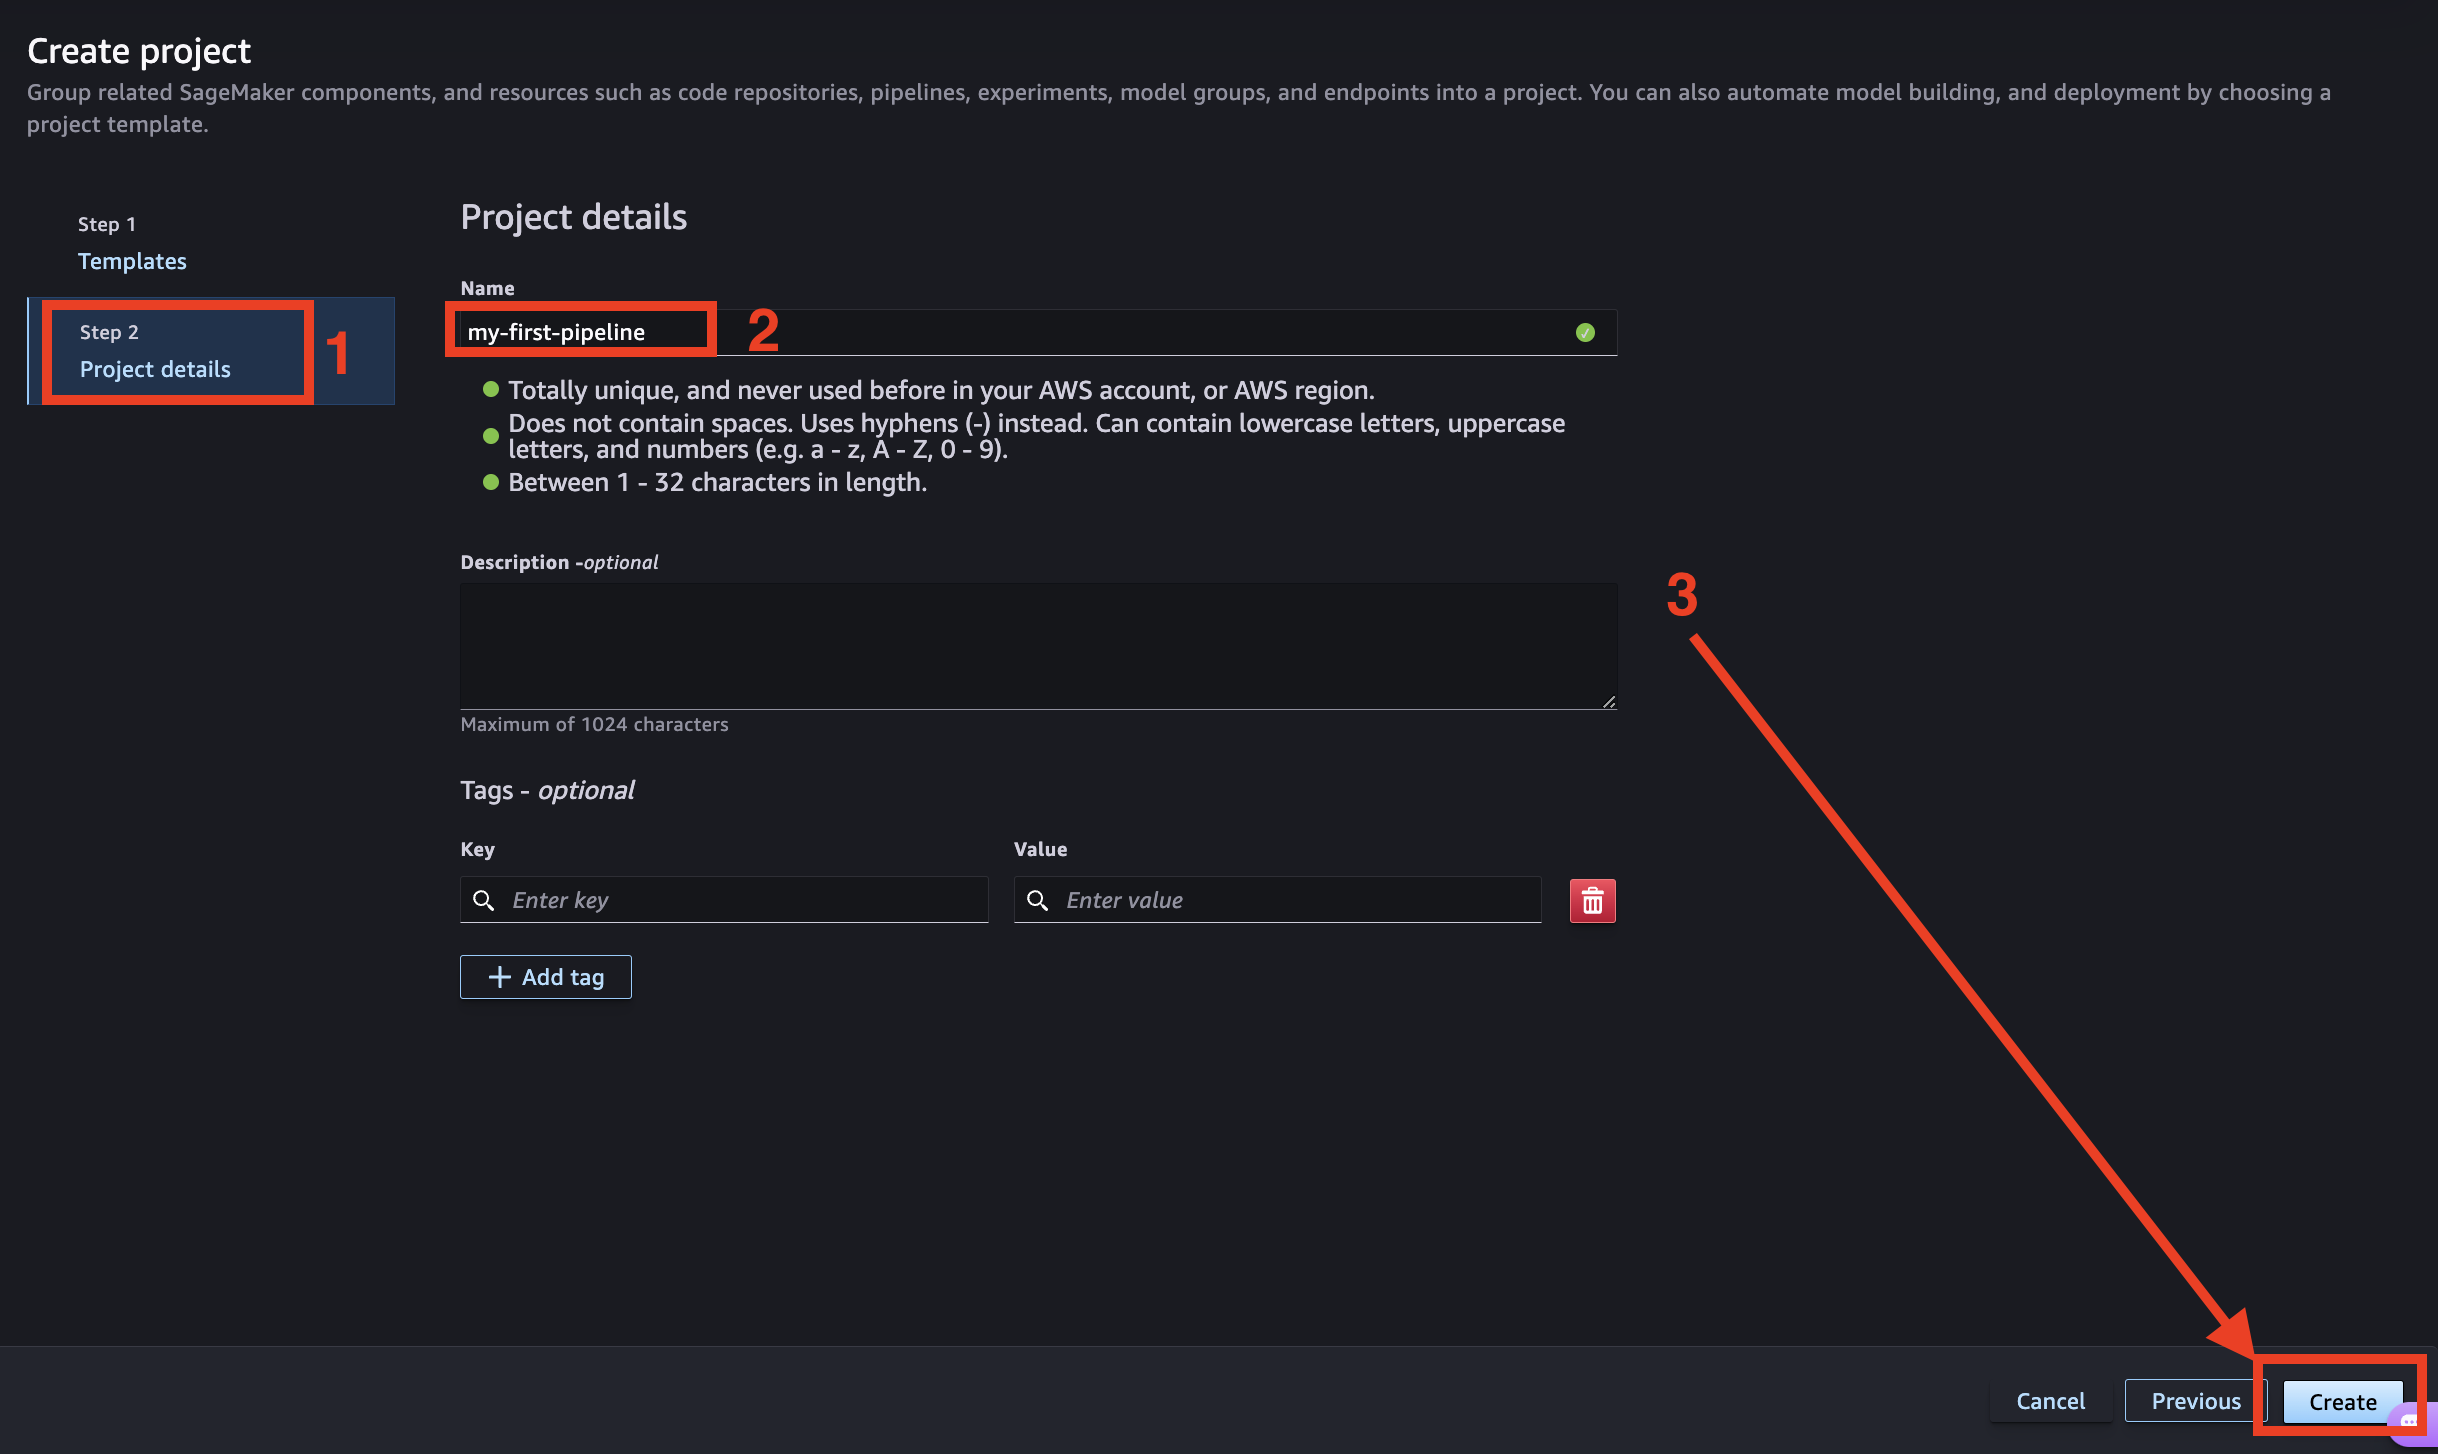 Create project
Group related SageMaker components, and resources such as code repositories, pipelines, experiments, model groups, and endpoints into a project. You can also automate model building, and deployment by choosing a
project template.
Step 1
Templates
Step 2
Project details
1
Project details
Name
my-first-pipeline
2
Totally unique, and never used before in your AWS account, or AWS region.
Does not contain spaces. Uses hyphens (-) instead. Can contain lowercase letters, uppercase
letters, and numbers (e.g. a - z, A - Z, 0 - 9).
Between 1 - 32 characters in length.
Description -optional
3
Maximum of 1024 characters
Tags - optional
Key
Value
Enter key
Enter value
Add tag
Cancel
Previous
Create